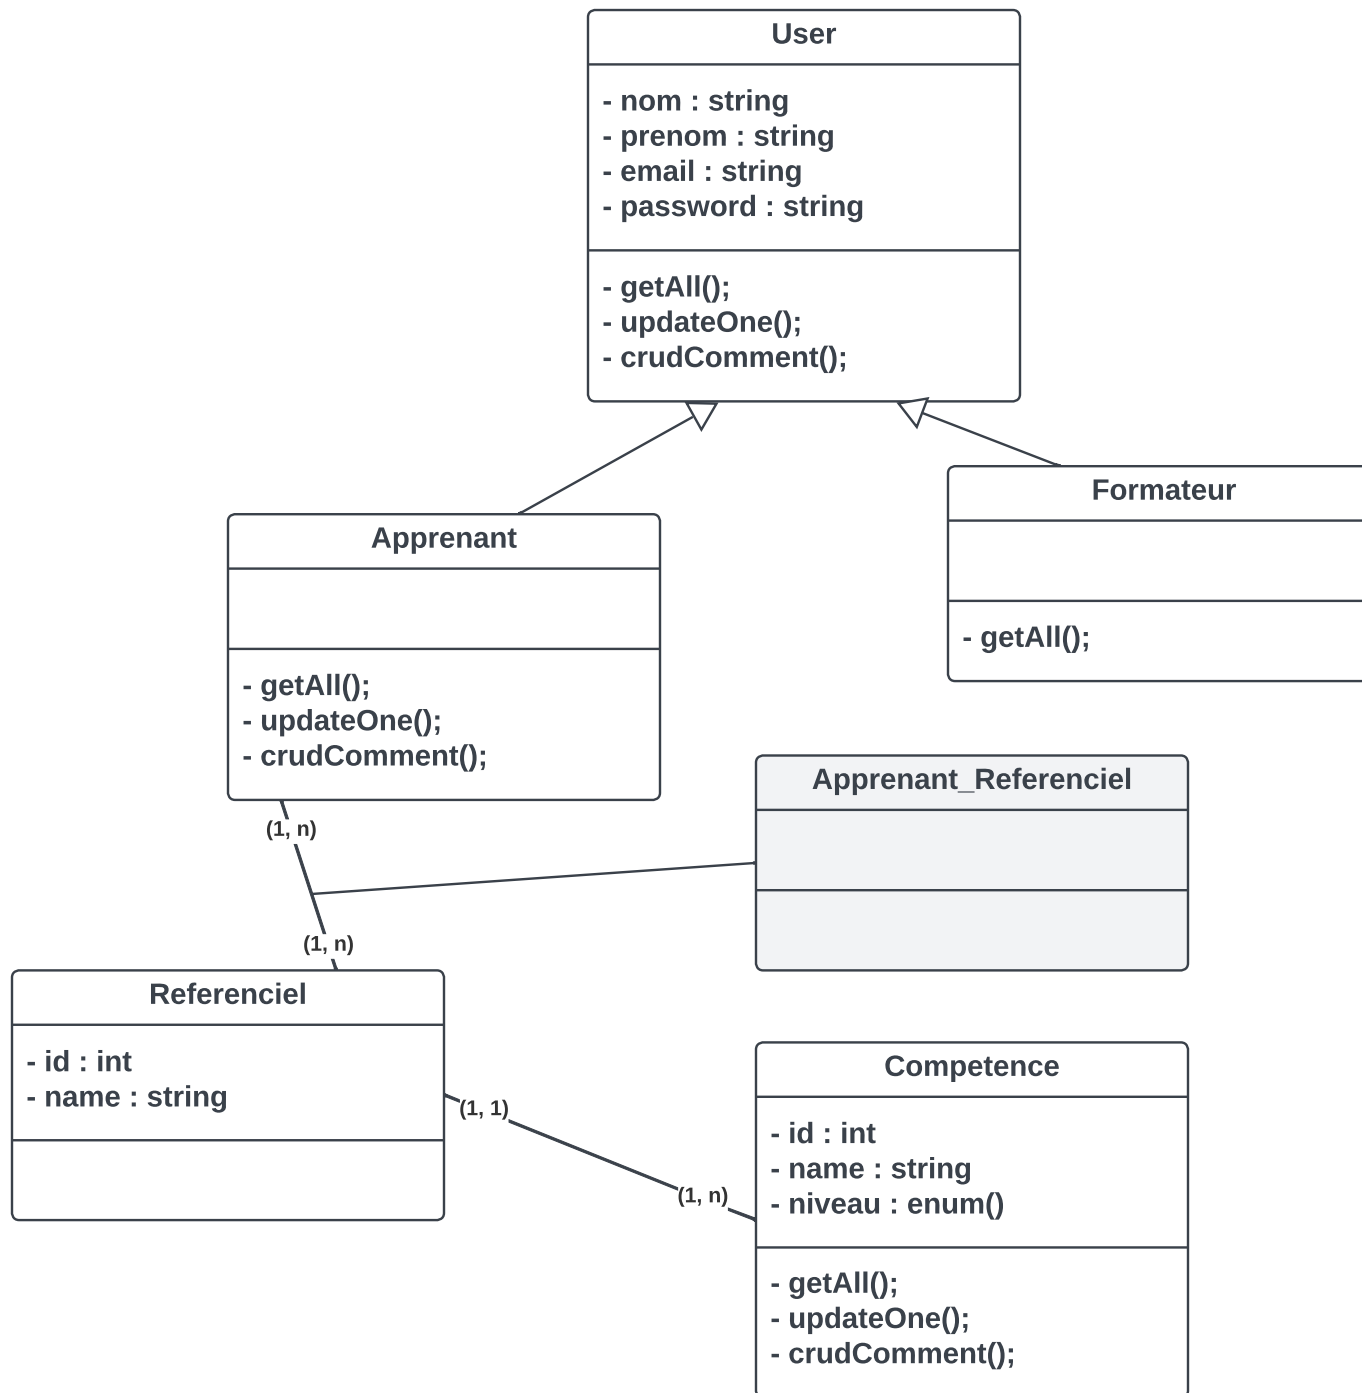 User
- nom : string
- prenom : string
- email : string
- password : string
- getAll();
- updateOne();
- crudComment();
Formateur
- getAll();
Apprenant
- getAll();
- updateOne();
- crudComment();
Apprenant_Referenciel
(1, n)
(1, n)
Referenciel
- id : int
- name : string
(1, 1)
(1, n)
Competence
- id : int
- name : string
- niveau : enum()
- getAll();
- updateOne();
- crudComment();